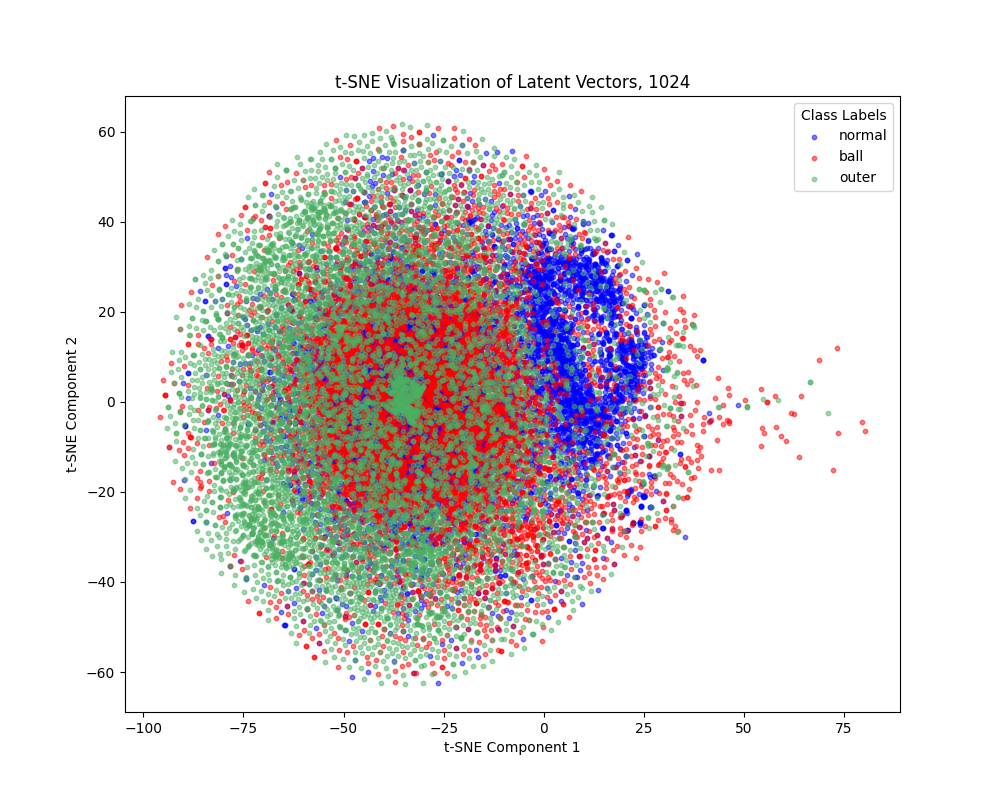 t-SNE Visualization of Latent Vectors, 1024
Class Labels
normal
ball
outer
60
40
20
0
−20
−40
−60
t-SNE Component 2
−100
−75
−50
−25
0
25
50
75
t-SNE Component 1